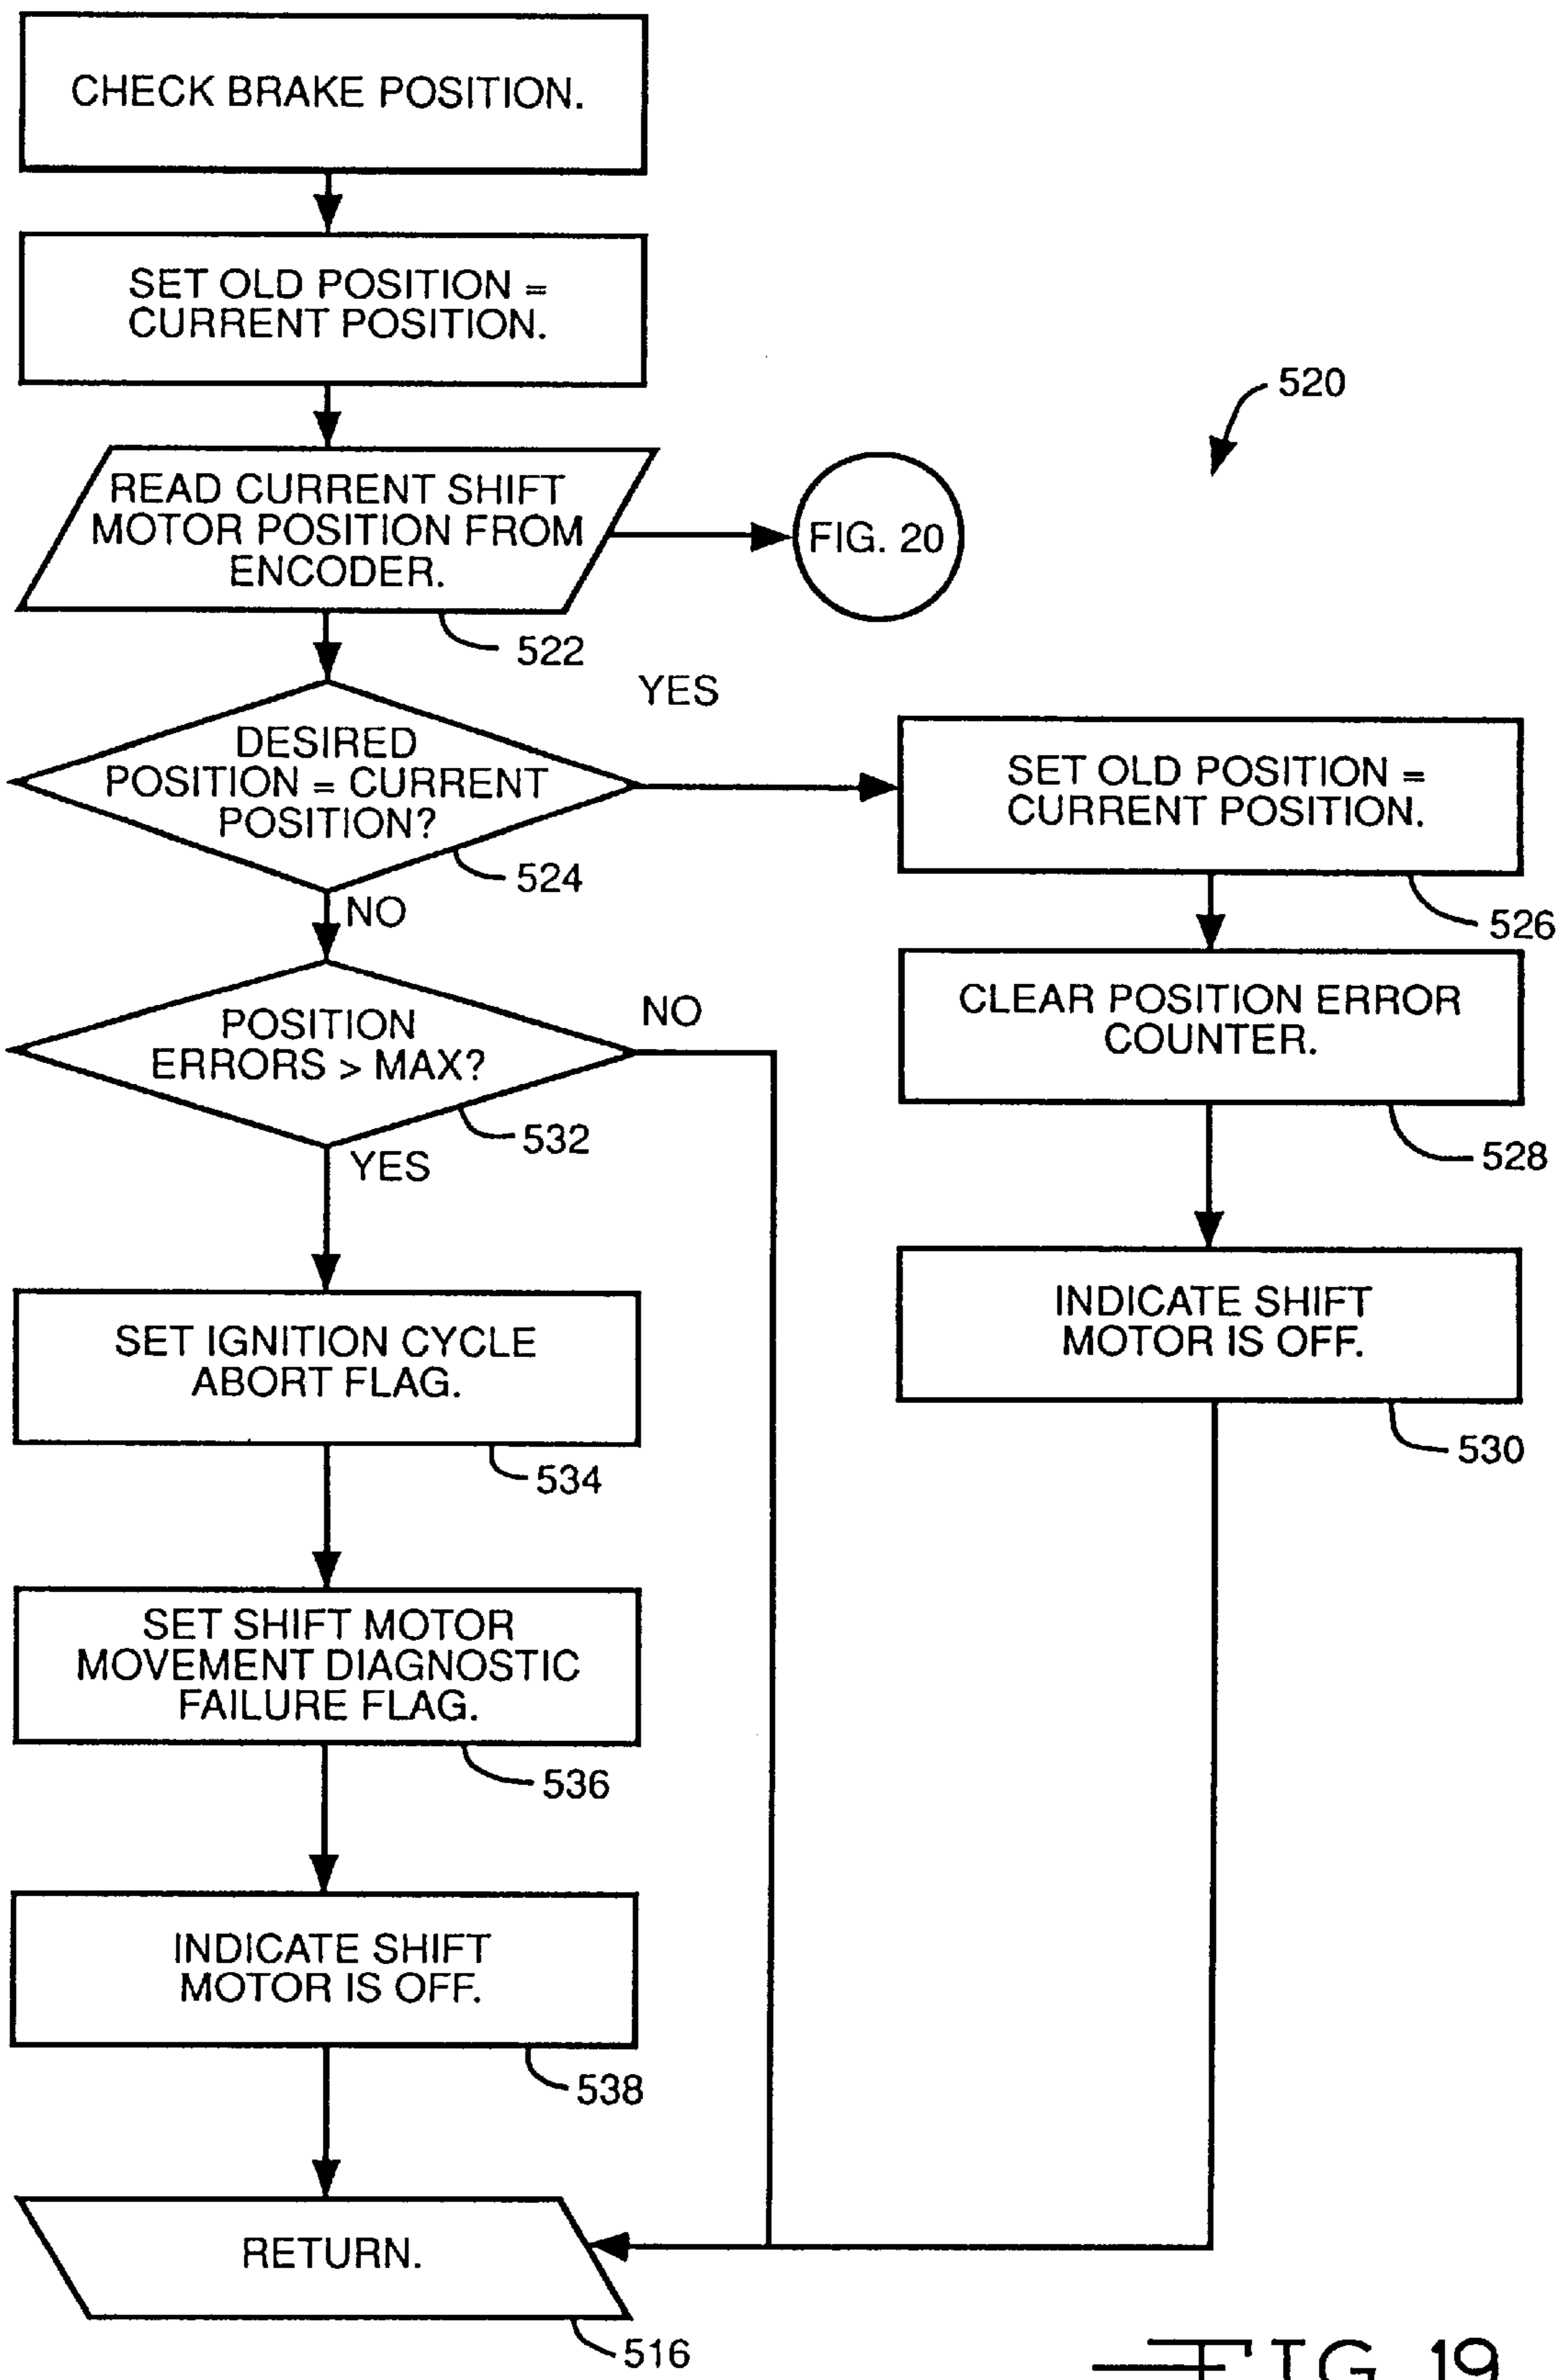 CHECK BRAKE POSITION.
SET OLD POSITION =
CURRENT POSITION.
520
READ CURRENT SHIFT
MOTOR POSITION FROM
ENCODER.
FIG. 20
522
DESIRED
POSITION = CURRENT
POSITION?
YES
524
NO
SET OLD POSITION =
CURRENT POSITION.
526
POSITION
ERRORS > MAX?
NO
532
YES
CLEAR POSITION ERROR
COUNTER.
528
INDICATE SHIFT
MOTOR IS OFF.
530
SET IGNITION CYCLE
ABORT FLAG.
534
SET SHIFT MOTOR
MOVEMENT DIAGNOSTIC
FAILURE FLAG.
536
INDICATE SHIFT
MOTOR IS OFF.
538
RETURN.
516
FIG. 19